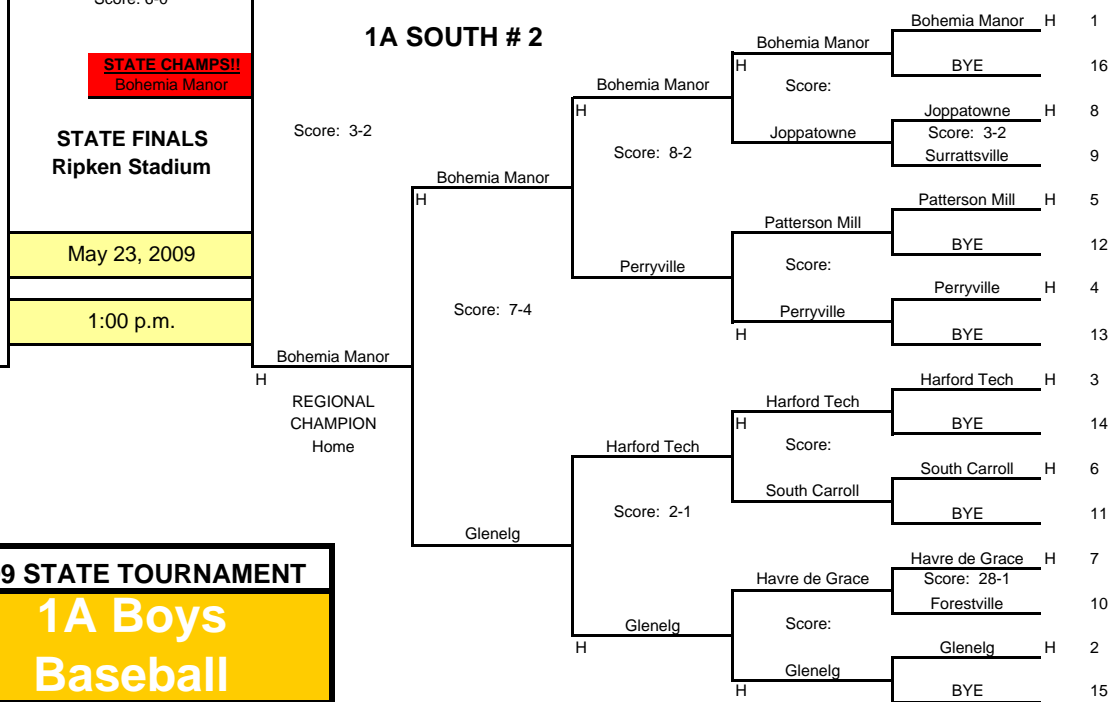 Score: 6-0
1A SOUTH # 2
STATE CHAMPS!!
Bohemia Manor
STATE FINALS
Ripken Stadium
May 23, 2009
1:00 p.m.
Score: 3-2
Bohemia Manor
H
REGIONAL
CHAMPION
Home
Bohemia Manor
H
Score: 7-4
Glenelg
Bohemia Manor
H
Score: 8-2
Perryville
Harford Tech
Score: 2-1
Glenelg
H
Bohemia Manor
H
Score:
Joppatowne
Patterson Mill
Score:
Perryville
H
Harford Tech
H
Score:
South Carroll
Havre de Grace
Score:
Glenelg
H
Bohemia Manor H 1
BYE 16
Joppatowne H 8
Score: 3-2
Surrattsville 9
Patterson Mill H 5
BYE 12
Perryville H 4
BYE 13
Harford Tech H 3
BYE 14
South Carroll H 6
BYE 11
Havre de Grace H 7
Score: 28-1
Forestville 10
Glenelg H 2
BYE 15
9 STATE TOURNAMENT
1A Boys
Baseball